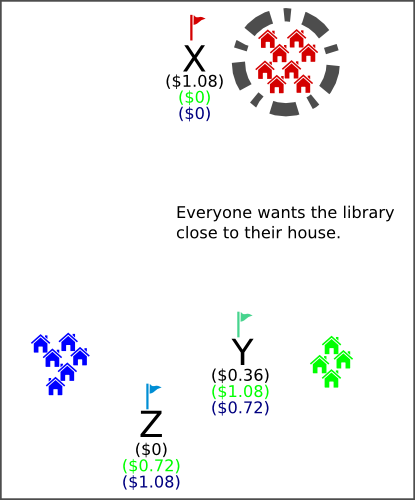 X
($1.08)
($0)
($0)
Everyone wants the library
close to their house.
Y
($0.36)
($1.08)
($0.72)
Z
($0)
($0.72)
($1.08)